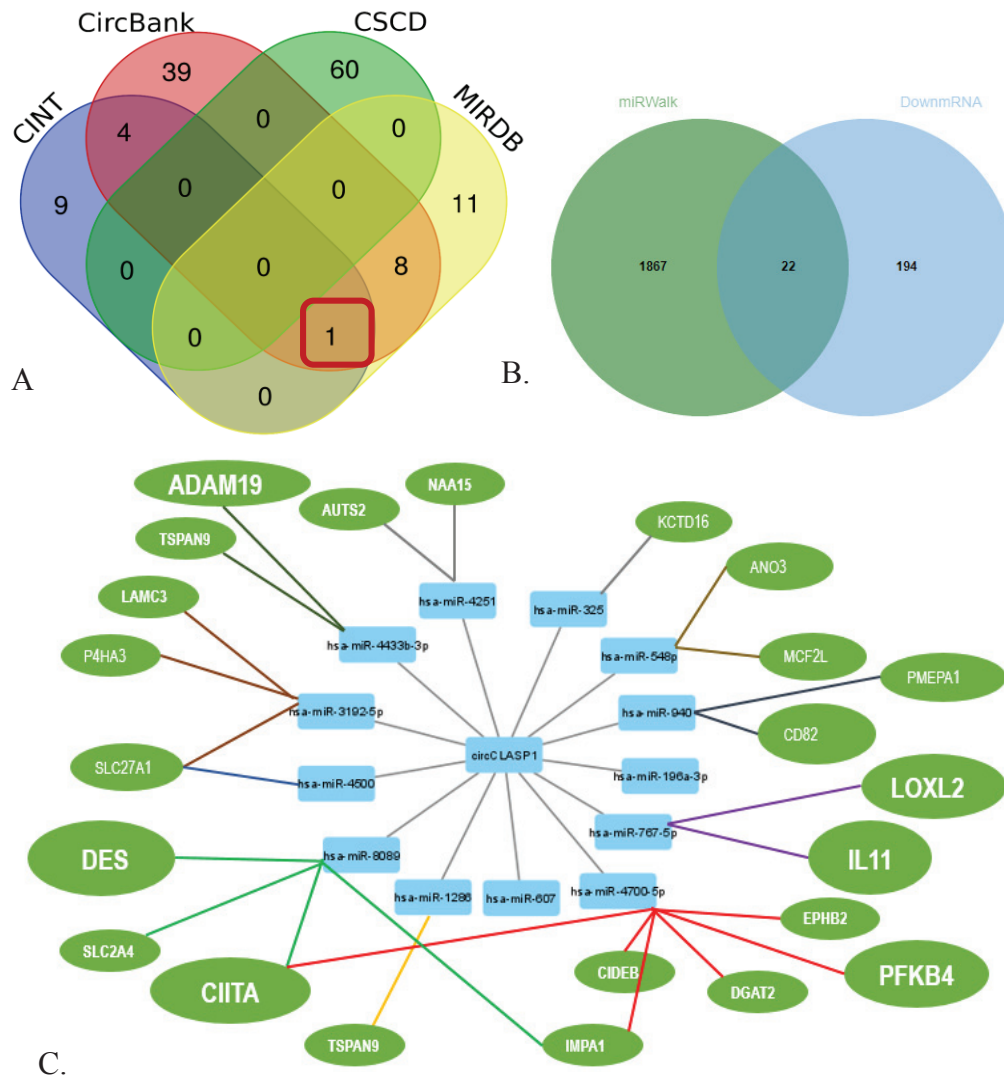 CircBank
CSCD
CINT
MIRDB
39
60
4
0
0
9
0
0
11
0
0
8
0
1
0
A
miRWalk
DownmRNA
1867
22
194
B.
ADAM19
NAA15
AUTS2
KCTD16
TSPAN9
ANO3
LAMC3
hsa-miR-4251
hsa-miR-325
hsa-miR-4433b-3p
hsa-miR-548p
MCF2L
P4HA3
PMEPA1
hsa-miR-3192-5p
hsa-miR-940
CD82
circCLASP1
SLC27A1
hsa-miR-4500
hsa-miR-196a-3p
LOXL2
hsa-miR-767-5p
DES
hsa-miR-8089
IL11
hsa-miR-1286
hsa-miR-607
hsa-miR-4700-5p
EPHB2
SLC2A4
CIDEB
PFKB4
CIITA
DGAT2
TSPAN9
IMPA1
C.